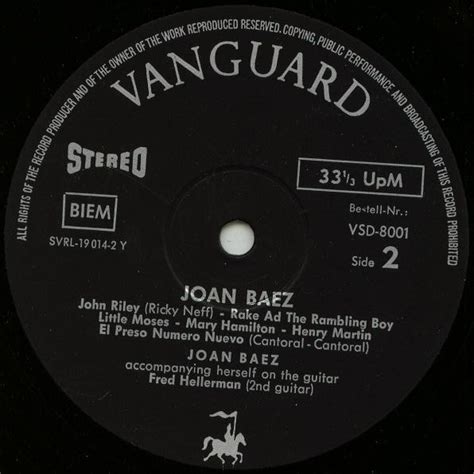 ALL RIGHTS OF THE RECORD PRODUCER AND OF THE OWNER OF THE WORK REPRODUCED RESERVED. COPYING, PUBLIC PERFORMANCE AND BROADCASTING OF THIS RECORD PROHIBITED
VANGUARD
STEREO
33 1/3 UpM
BIEM
Bestell-Nr.:
VSD-8001
SVRL-19014-2 Y
Side 2
JOAN BAEZ
John Riley (Ricky Neff) - Rake Ad The Rambling Boy
Little Moses - Mary Hamilton - Henry Martin
El Preso Numero Nuevo (Cantoral - Cantoral)
JOAN BAEZ
accompanying herself on the guitar
Fred Hellerman (2nd guitar)